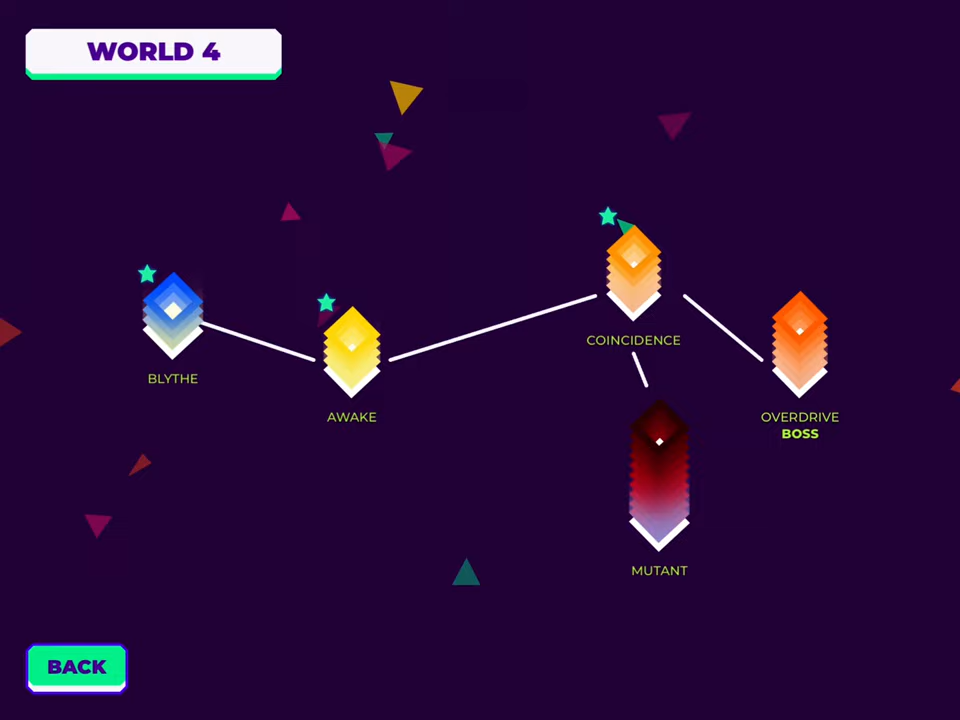 WORLD 4
COINCIDENCE
BLYTHE
AWAKE
OVERDRIVE
BOSS
MUTANT
BACK